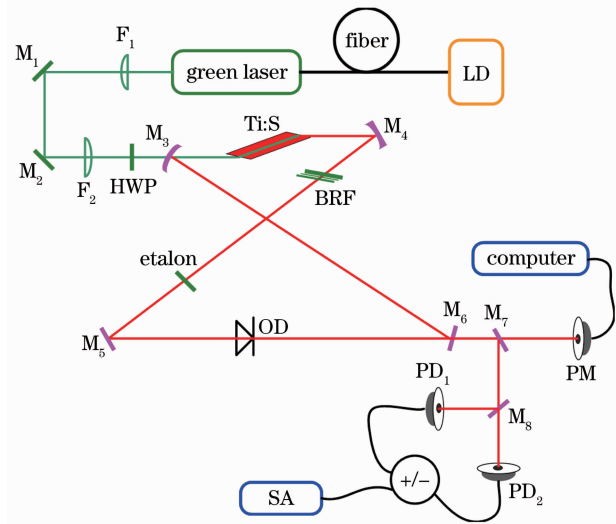 fiber
F₁
M₁
green laser
LD
Ti:S
M₃
M₄
M₂
F₂
HWP
BRF
etalon
computer
M₆
M₇
OD
M₅
PM
PD₁
M₈
+/−
SA
PD₂